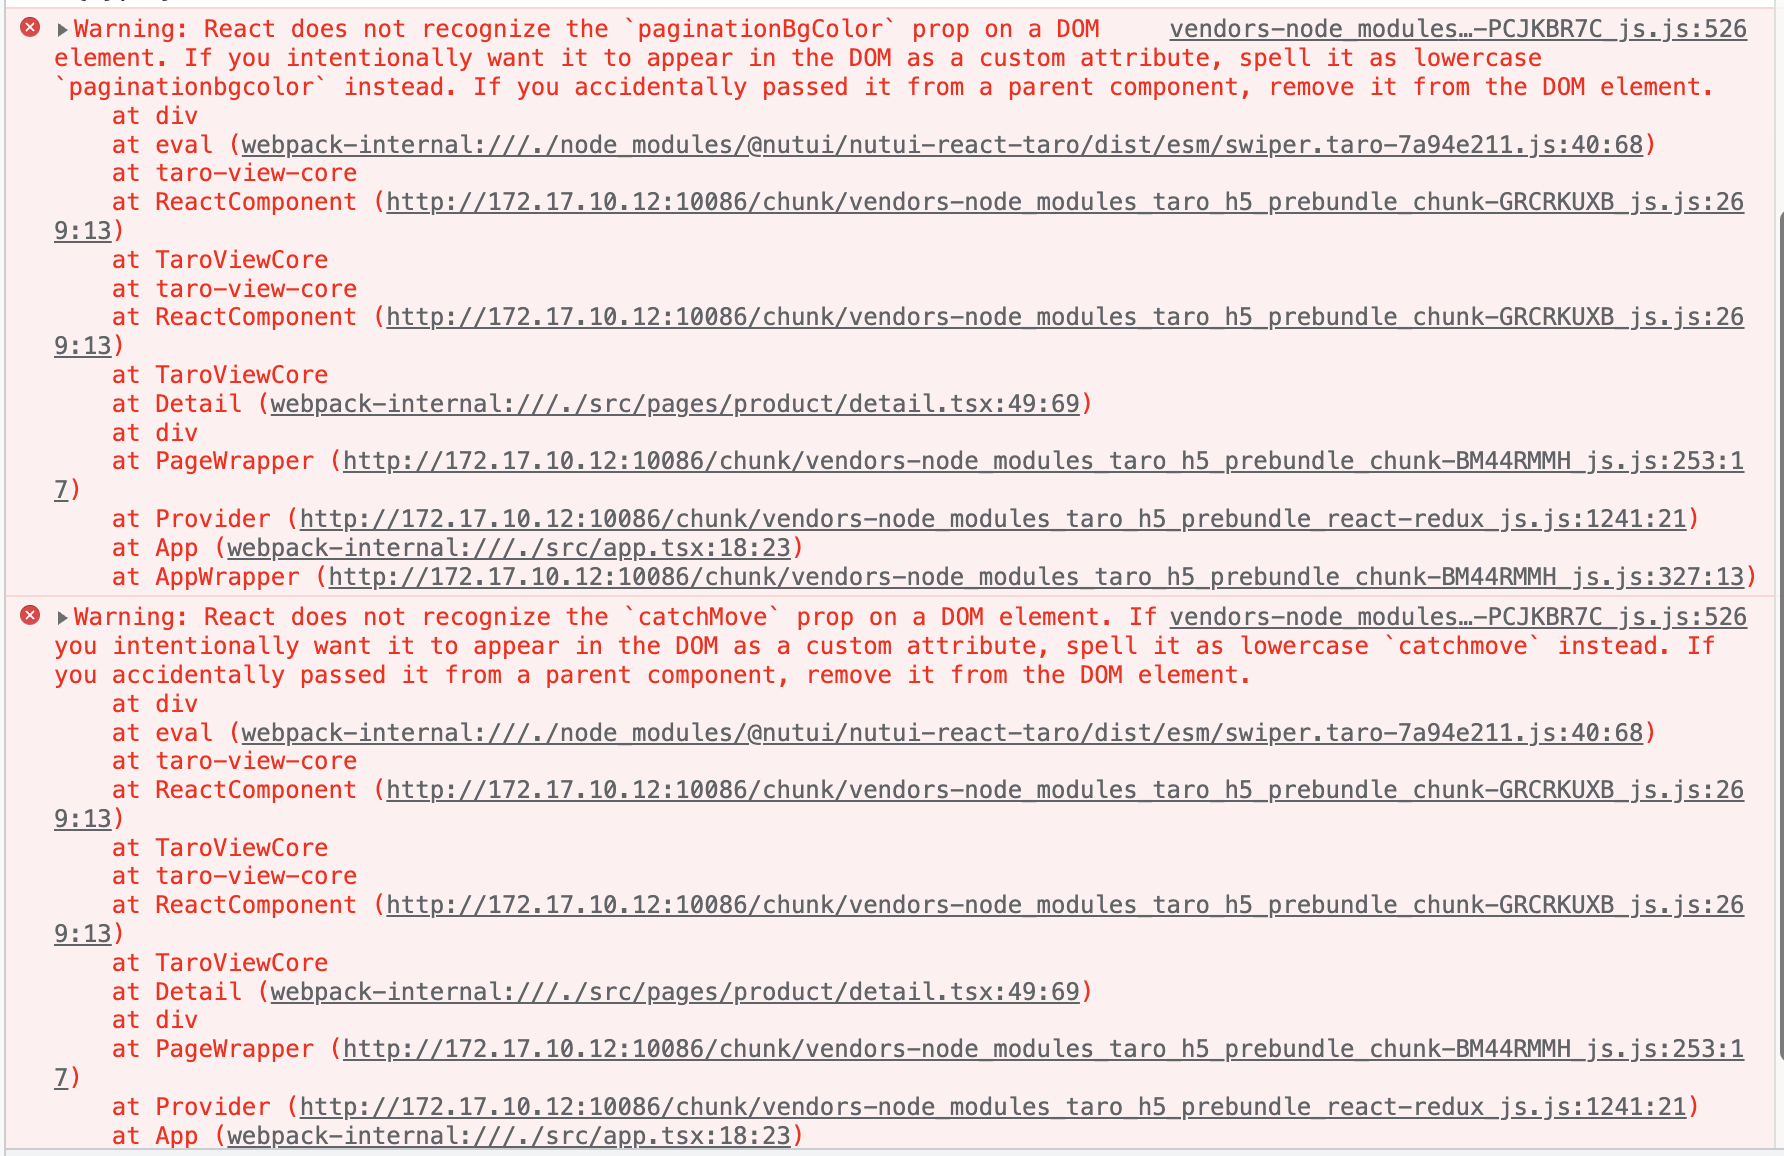 Warning: React does not recognize the `paginationBgColor` prop on a DOM vendors-node_modules…-PCJKBR7C_js.js:526
element. If you intentionally want it to appear in the DOM as a custom attribute, spell it as lowercase
`paginationbgcolor` instead. If you accidentally passed it from a parent component, remove it from the DOM element.
at div
at eval (webpack-internal:///./node_modules/@nutui/nutui-react-taro/dist/esm/swiper.taro-7a94e211.js:40:68)
at taro-view-core
at ReactComponent (http://172.17.10.12:10086/chunk/vendors-node_modules_taro_h5_prebundle_chunk-GRCRKUXB_js.js:26
9:13)
at TaroViewCore
at taro-view-core
at ReactComponent (http://172.17.10.12:10086/chunk/vendors-node_modules_taro_h5_prebundle_chunk-GRCRKUXB_js.js:26
9:13)
at TaroViewCore
at Detail (webpack-internal:///./src/pages/product/detail.tsx:49:69)
at div
at PageWrapper (http://172.17.10.12:10086/chunk/vendors-node_modules_taro_h5_prebundle_chunk-BM44RMMH_js.js:253:1
7)
at Provider (http://172.17.10.12:10086/chunk/vendors-node_modules_taro_h5_prebundle_react-redux_js.js:1241:21)
at App (webpack-internal:///./src/app.tsx:18:23)
at AppWrapper (http://172.17.10.12:10086/chunk/vendors-node_modules_taro_h5_prebundle_chunk-BM44RMMH_js.js:327:13)
Warning: React does not recognize the `catchMove` prop on a DOM element. If vendors-node_modules…-PCJKBR7C_js.js:526
you intentionally want it to appear in the DOM as a custom attribute, spell it as lowercase `catchmove` instead. If
you accidentally passed it from a parent component, remove it from the DOM element.
at div
at eval (webpack-internal:///./node_modules/@nutui/nutui-react-taro/dist/esm/swiper.taro-7a94e211.js:40:68)
at taro-view-core
at ReactComponent (http://172.17.10.12:10086/chunk/vendors-node_modules_taro_h5_prebundle_chunk-GRCRKUXB_js.js:26
9:13)
at TaroViewCore
at taro-view-core
at ReactComponent (http://172.17.10.12:10086/chunk/vendors-node_modules_taro_h5_prebundle_chunk-GRCRKUXB_js.js:26
9:13)
at TaroViewCore
at Detail (webpack-internal:///./src/pages/product/detail.tsx:49:69)
at div
at PageWrapper (http://172.17.10.12:10086/chunk/vendors-node_modules_taro_h5_prebundle_chunk-BM44RMMH_js.js:253:1
7)
at Provider (http://172.17.10.12:10086/chunk/vendors-node_modules_taro_h5_prebundle_react-redux_js.js:1241:21)
at App (webpack-internal:///./src/app.tsx:18:23)